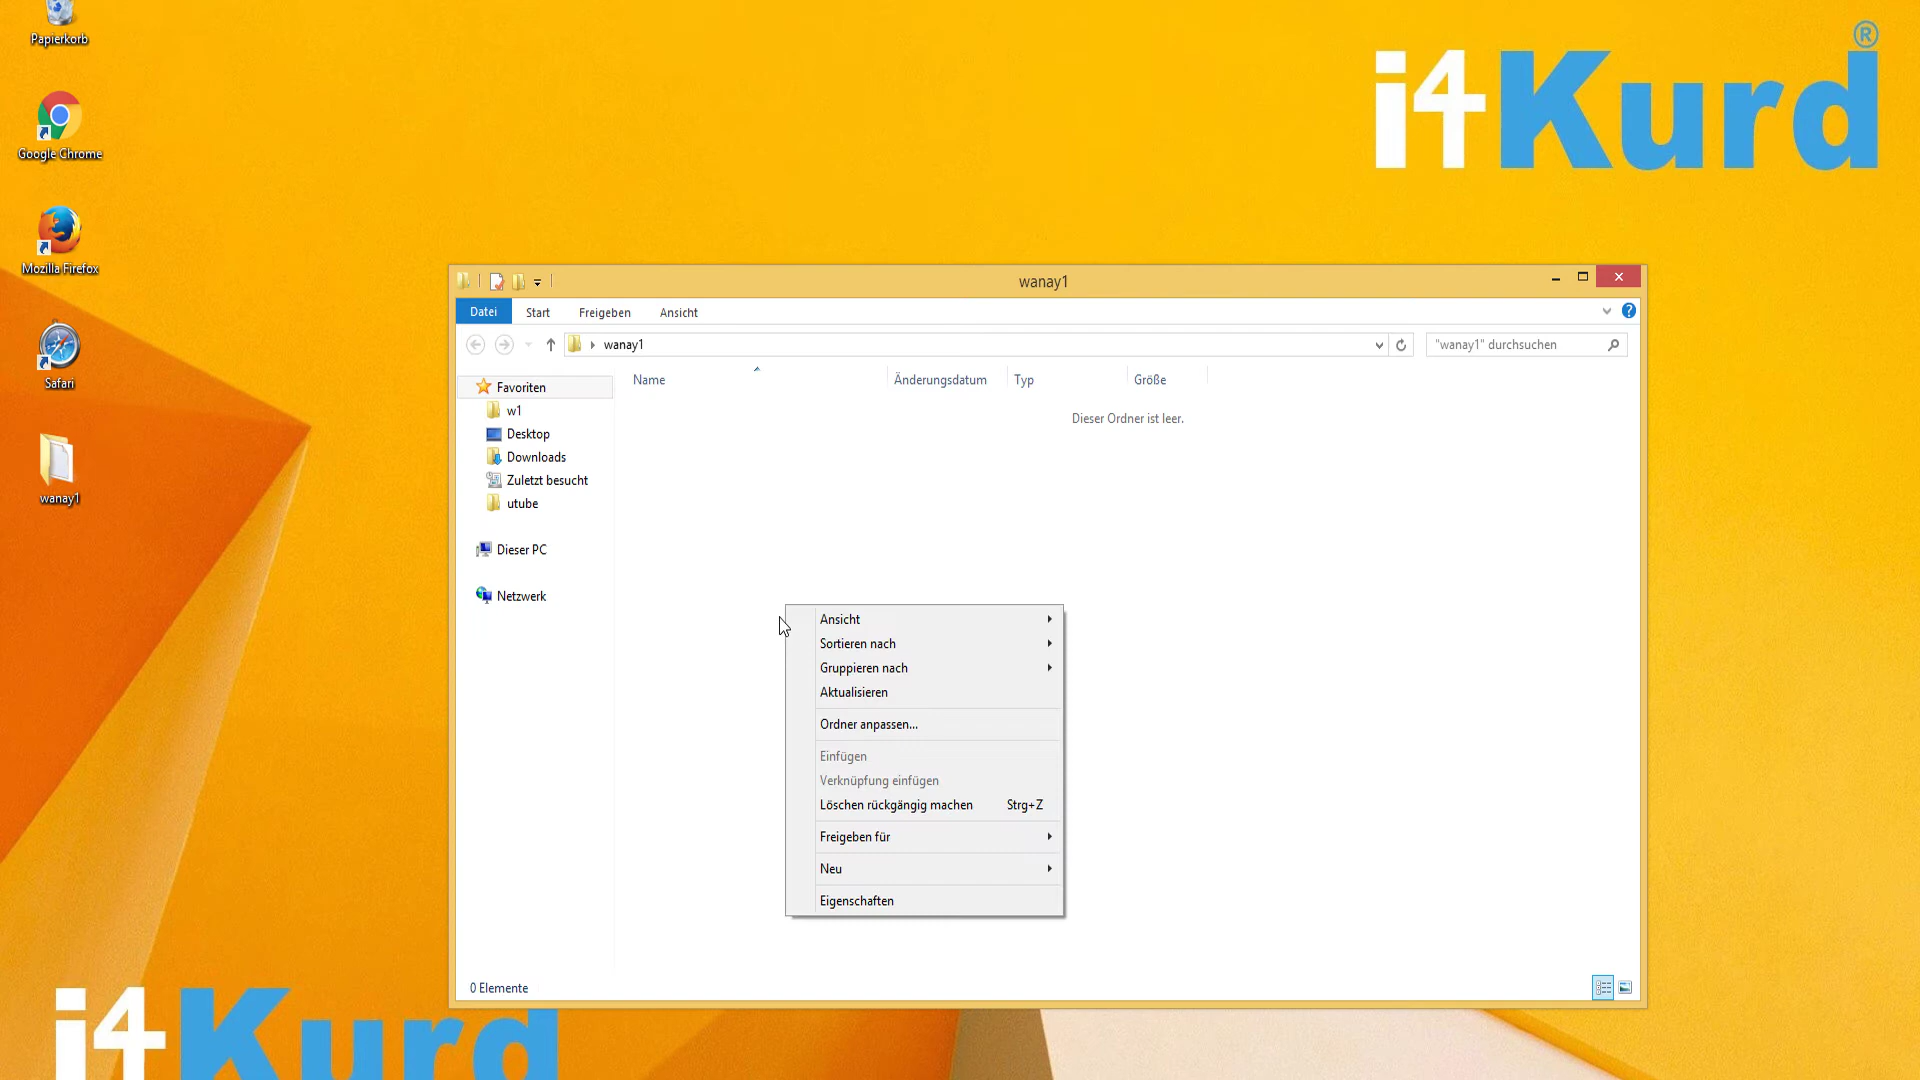 Papierkorb
Google Chrome
Mozilla Firefox
Safari
wanay1
i4Kurd®
wanay1
Datei Start Freigeben Ansicht
wanay1
"wanay1" durchsuchen
Name Änderungsdatum Typ Größe
Dieser Ordner ist leer.
Favoriten
w1
Desktop
Downloads
Zuletzt besucht
utube
Dieser PC
Netzwerk
Ansicht
Sortieren nach
Gruppieren nach
Aktualisieren
Ordner anpassen...
Einfügen
Verknüpfung einfügen
Löschen rückgängig machen Strg+Z
Freigeben für
Neu
Eigenschaften
0 Elemente
i4Kurd